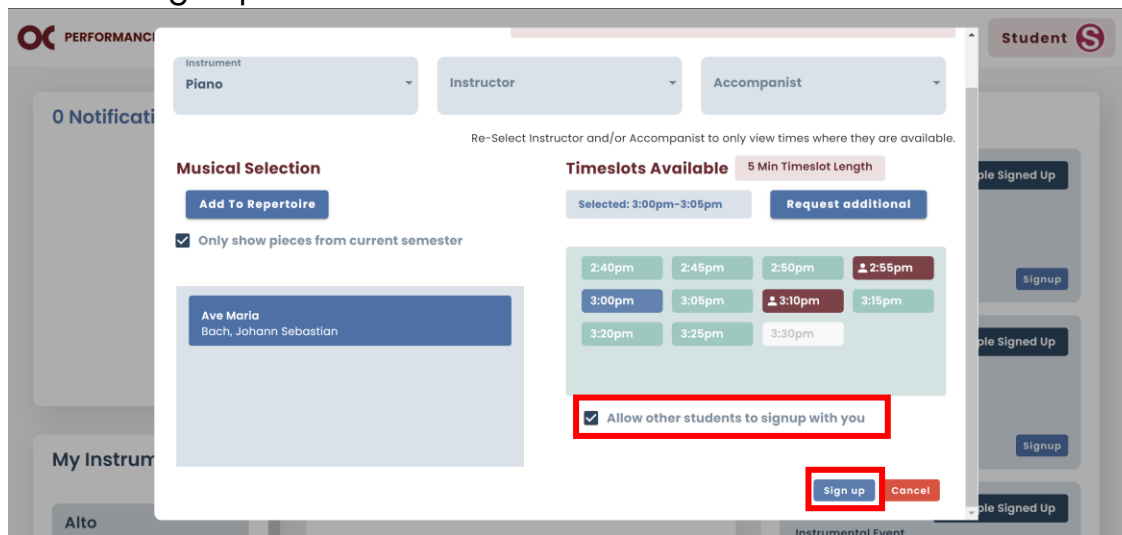 OC PERFORMANC
Student S
0 Notificati
Instrument
Piano
Instructor
Accompanist
Re-Select Instructor and/or Accompanist to only view times where they are available.
Musical Selection
Timeslots Available
5 Min Timeslot Length
Add To Repertoire
Selected: 3:00pm-3:05pm
Request additional
Only show pieces from current semester
2:40pm
2:45pm
2:50pm
2:55pm
3:00pm
3:05pm
3:10pm
3:15pm
3:20pm
3:25pm
3:30pm
Ave Maria
Bach, Johann Sebastian
Allow other students to signup with you
Sign up
Cancel
ple Signed Up
Signup
ple Signed Up
Signup
ple Signed Up
Instrumental Event
My Instrum
Alto